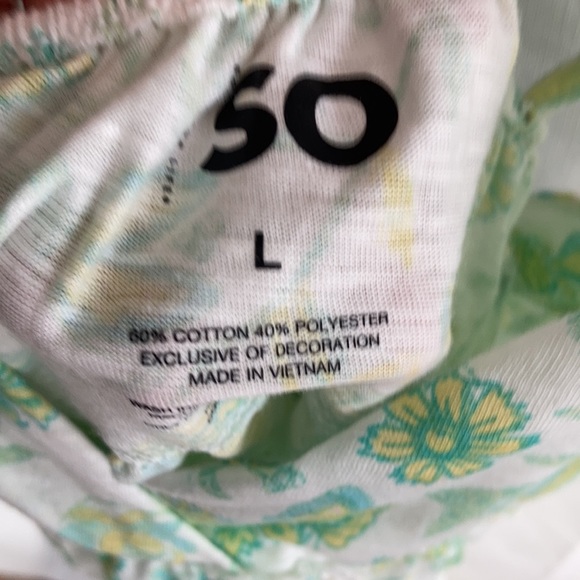 SO
L
60% COTTON 40% POLYESTER
EXCLUSIVE OF DECORATION
MADE IN VIETNAM